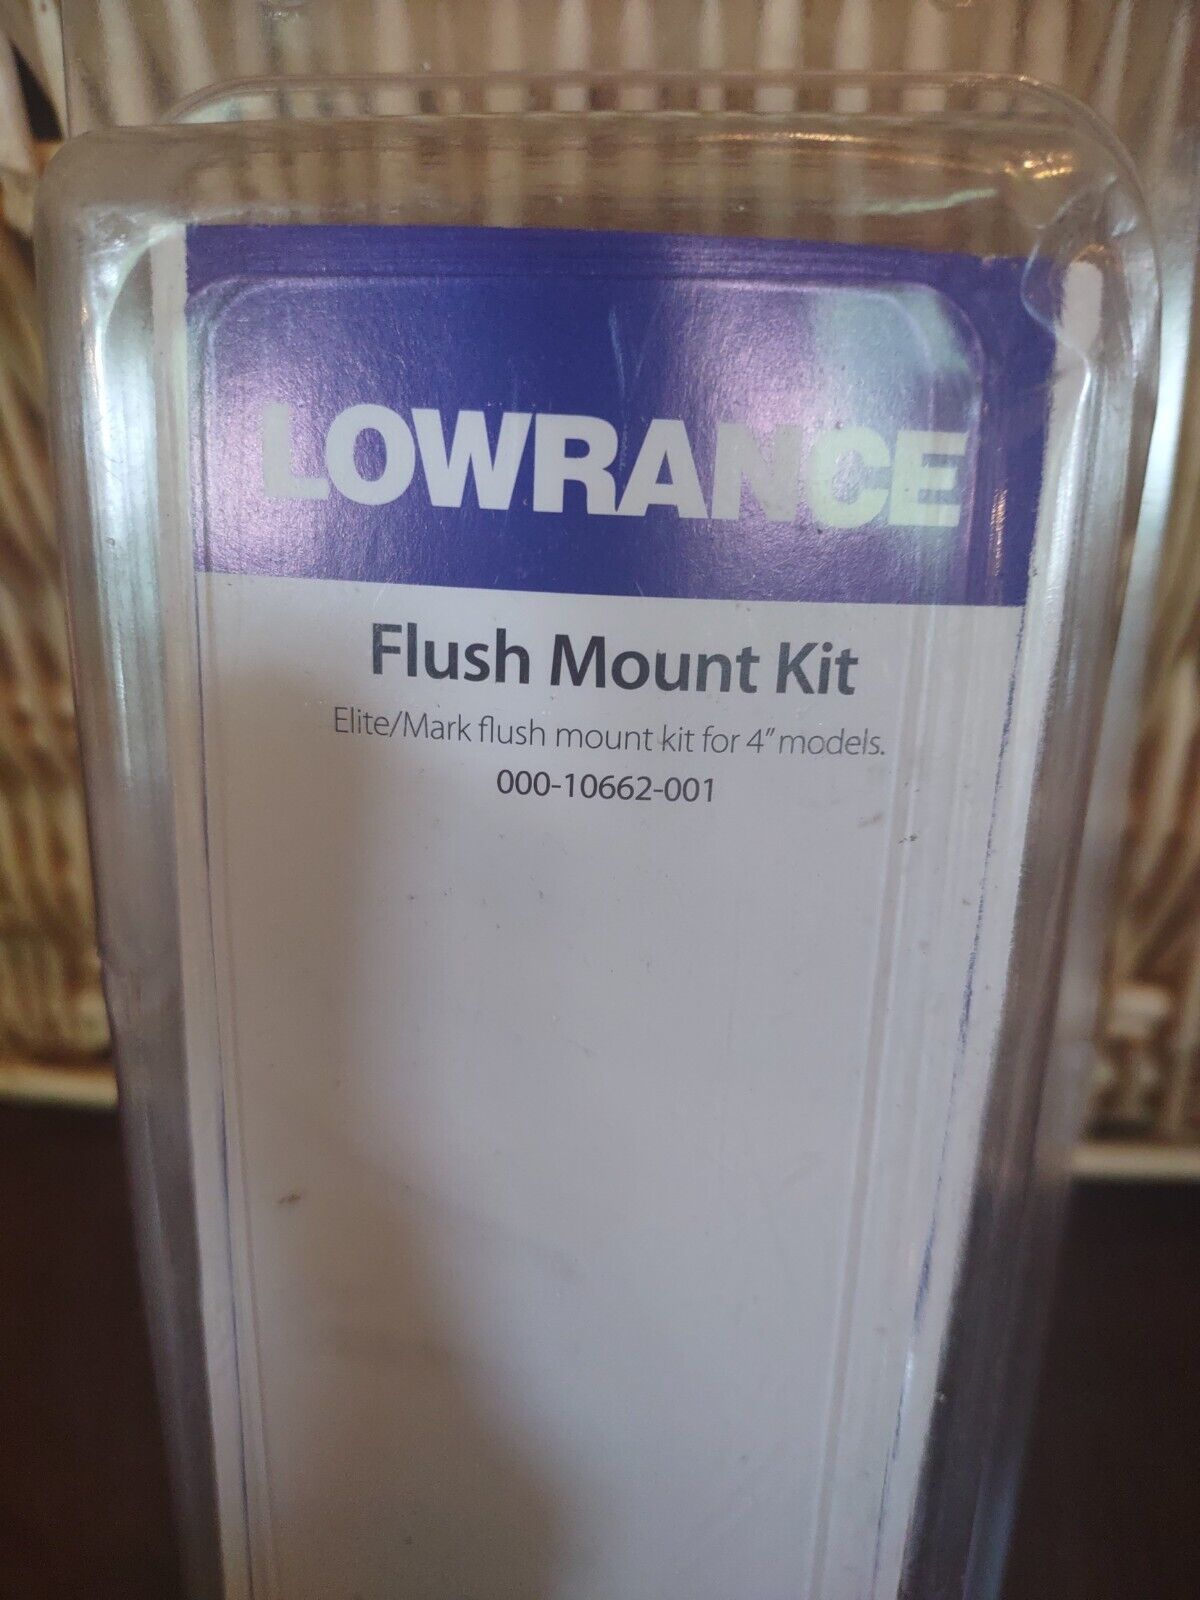 LOWRANCE
Flush Mount Kit
Elite/Mark flush mount kit for 4" models.
000-10662-001